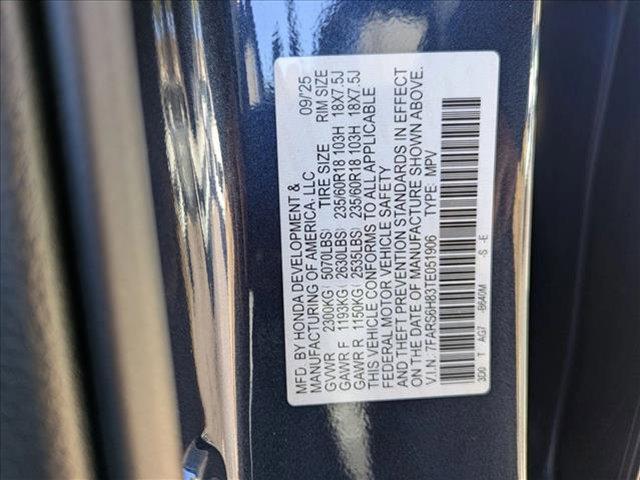 MFD. BY HONDA DEVELOPMENT & 09/25
MANUFACTURING OF AMERICA, LLC
GVWR 2300KG( 5070LBS) TIRE SIZE RIM SIZE
GAWR F 1193KG( 2630LBS) 235/60R18 103H 18X7.5J
GAWR R 1150KG( 2535LBS) 235/60R18 103H 18X7.5J
THIS VEHICLE CONFORMS TO ALL APPLICABLE
FEDERAL MOTOR VEHICLE SAFETY
AND THEFT PREVENTION STANDARDS IN EFFECT
ON THE DATE OF MANUFACTURE SHOWN ABOVE.
V.I.N. 7FARS6H83TE051906 TYPE: MPV
3D0 T AG7 -B640M -S -E